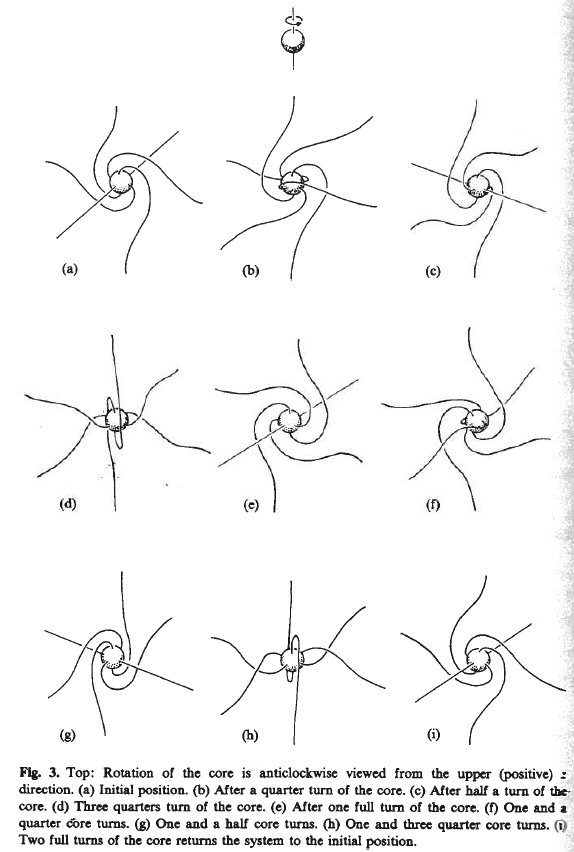 (a)
(b)
(c)
(d)
(e)
(f)
(g)
(h)
(i)
Fig. 3. Top: Rotation of the core is anticlockwise viewed from the upper (positive) z
direction. (a) Initial position. (b) After a quarter turn of the core. (c) After half a turn of the
core. (d) Three quarters turn of the core. (e) After one full turn of the core. (f) One and a
quarter core turns. (g) One and a half core turns. (h) One and three quarter core turns. (i)
Two full turns of the core returns the system to the initial position.